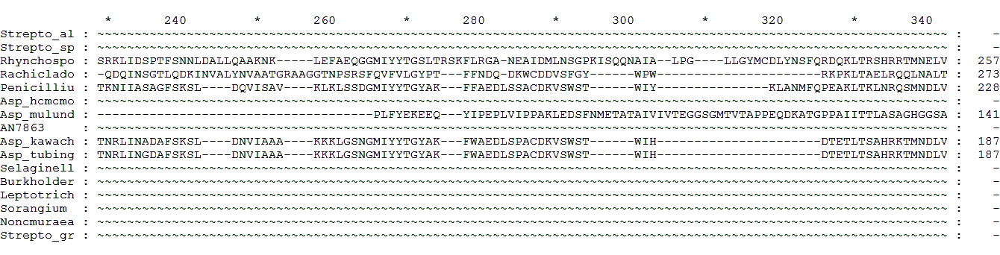 * 240 * 260 * 280 * 300 * 320 * 340
Strepto_al : ~~~~~~~~~~~~~~~~~~~~~~~~~~~~~~~~~~~~~~~~~~~~~~~~~~~~~~~~~~~~~~~~~~~~~~~~~~~~~~~~~~~~~~~~~~~~~~~~~~~~~~~~~~~~~~~~~~ : -
Strepto_sp : ~~~~~~~~~~~~~~~~~~~~~~~~~~~~~~~~~~~~~~~~~~~~~~~~~~~~~~~~~~~~~~~~~~~~~~~~~~~~~~~~~~~~~~~~~~~~~~~~~~~~~~~~~~~~~~~~~~ : -
Rhynchospo : SRKLIDSPTFSNNLDALLQAAKNK-----LEFAEQGGMIYYTGSLTRSKFLRGA-NEAIDMLNSGPKISQQNAIA--LPG----LLGYMCDLYNSFQRDQKLTRSHRRTMNELV : 257
Rachiclado : -QDQINSGTLQDKINVALYNVAATGRAAGGTNPSRSFQVFVLGYPT---FFNDQ-DKWCDDVSFGY------WPW----------------------RKPKLTAELRQQLNALT : 273
Penicilliu : TKNIIASAGFSKSL----DQVISAV----KLKLSSDGMIYYTGYAK---FFAEDLSSACDKVSWST------WIY---------------KLANMFQPEAKLTKLNRQSMNDLV : 228
Asp_hcmcmo : ~~~~~~~~~~~~~~~~~~~~~~~~~~~~~~~~~~~~~~~~~~~~~~~~~~~~~~~~~~~~~~~~~~~~~~~~~~~~~~~~~~~~~~~~~~~~~~~~~~~~~~~~~~~~~~~~~~ : -
Asp_mulund : -------------------------------------PLFYEKEEQ---YIPEPLVIPPAKLEDSFNMETATAIVIVTEGGSGMTVTAPPEQDKATGPPAIITTLASAGHGGSA : 141
AN7863 : ~~~~~~~~~~~~~~~~~~~~~~~~~~~~~~~~~~~~~~~~~~~~~~~~~~~~~~~~~~~~~~~~~~~~~~~~~~~~~~~~~~~~~~~~~~~~~~~~~~~~~~~~~~~~~~~~~~ : -
Asp_kawach : TNRLINADAFSKSL----DNVIAAA----KKKLGSNGMIYYTGYAK---FWAEDLSPACDKVSWST------WIH----------------------DTETLTSAHRKTMNDLV : 187
Asp_tubing : TNRLINGDAFSKSL----DNVIAAA----KKKLGSNGMIYYTGYAK---FWAEDLSPACDKVSWST------WIH----------------------DTETLTSAHRKTMNDLV : 187
Selaginell : ~~~~~~~~~~~~~~~~~~~~~~~~~~~~~~~~~~~~~~~~~~~~~~~~~~~~~~~~~~~~~~~~~~~~~~~~~~~~~~~~~~~~~~~~~~~~~~~~~~~~~~~~~~~~~~~~~~ : -
Burkholder : ~~~~~~~~~~~~~~~~~~~~~~~~~~~~~~~~~~~~~~~~~~~~~~~~~~~~~~~~~~~~~~~~~~~~~~~~~~~~~~~~~~~~~~~~~~~~~~~~~~~~~~~~~~~~~~~~~~ : -
Leptotrich : ~~~~~~~~~~~~~~~~~~~~~~~~~~~~~~~~~~~~~~~~~~~~~~~~~~~~~~~~~~~~~~~~~~~~~~~~~~~~~~~~~~~~~~~~~~~~~~~~~~~~~~~~~~~~~~~~~~ : -
Sorangium : ~~~~~~~~~~~~~~~~~~~~~~~~~~~~~~~~~~~~~~~~~~~~~~~~~~~~~~~~~~~~~~~~~~~~~~~~~~~~~~~~~~~~~~~~~~~~~~~~~~~~~~~~~~~~~~~~~~ : -
Noncmuraea : ~~~~~~~~~~~~~~~~~~~~~~~~~~~~~~~~~~~~~~~~~~~~~~~~~~~~~~~~~~~~~~~~~~~~~~~~~~~~~~~~~~~~~~~~~~~~~~~~~~~~~~~~~~~~~~~~~~ : -
Strepto_gr : ~~~~~~~~~~~~~~~~~~~~~~~~~~~~~~~~~~~~~~~~~~~~~~~~~~~~~~~~~~~~~~~~~~~~~~~~~~~~~~~~~~~~~~~~~~~~~~~~~~~~~~~~~~~~~~~~~~ : -